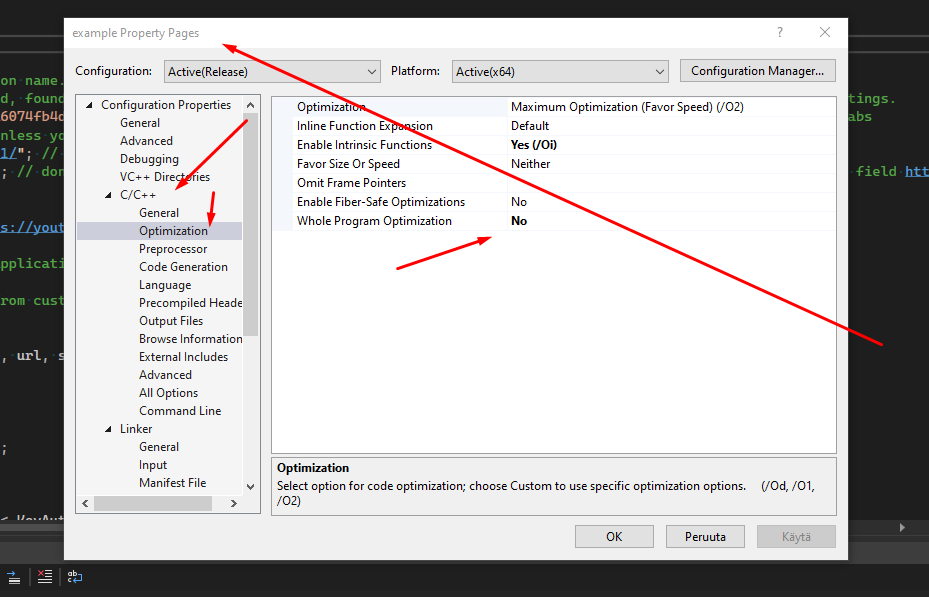 example Property Pages
?
Configuration: Active(Release) Platform: Active(x64) Configuration Manager...
on name.
d, found
tings.
6074fb4d
abs
nless yo
1/"; //
; // don
field htt
s://yout
pplicati
rom cust
, url, s
;
Configuration Properties
General
Advanced
Debugging
VC++ Directories
C/C++
General
Optimization
Preprocessor
Code Generation
Language
Precompiled Heade
Output Files
Browse Information
External Includes
Advanced
All Options
Command Line
Linker
General
Input
Manifest File
Optimization Maximum Optimization (Favor Speed) (/O2)
Inline Function Expansion Default
Enable Intrinsic Functions Yes (/Oi)
Favor Size Or Speed Neither
Omit Frame Pointers
Enable Fiber-Safe Optimizations No
Whole Program Optimization No
Optimization
Select option for code optimization; choose Custom to use specific optimization options. (/Od, /O1,
/O2)
OK Peruuta Käytä